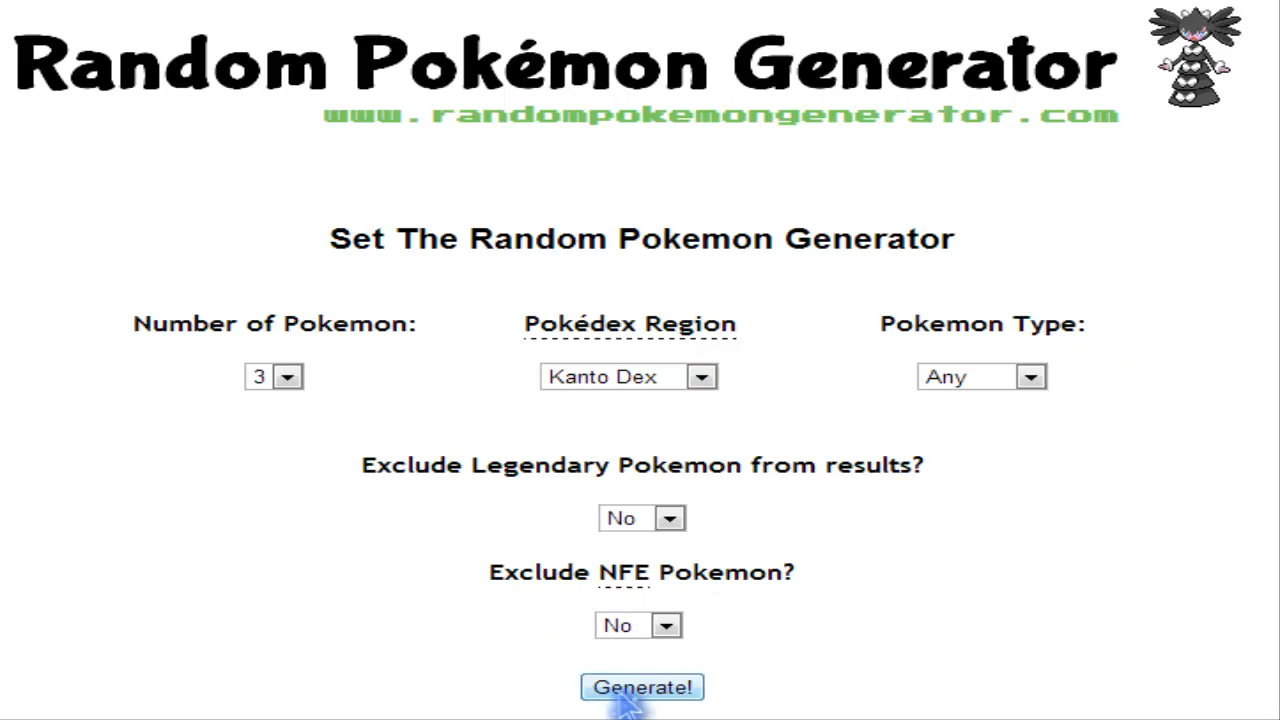 Random Pokémon Generator
www.randompokemongenerator.com
Set The Random Pokemon Generator
Number of Pokemon: Pokédex Region Pokemon Type:
3 Kanto Dex Any
Exclude Legendary Pokemon from results?
No
Exclude NFE Pokemon?
No
Generate!